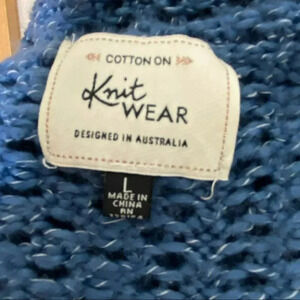 COTTON ON
Knit
WEAR
DESIGNED IN AUSTRALIA
L
MADE IN
CHINA
RN